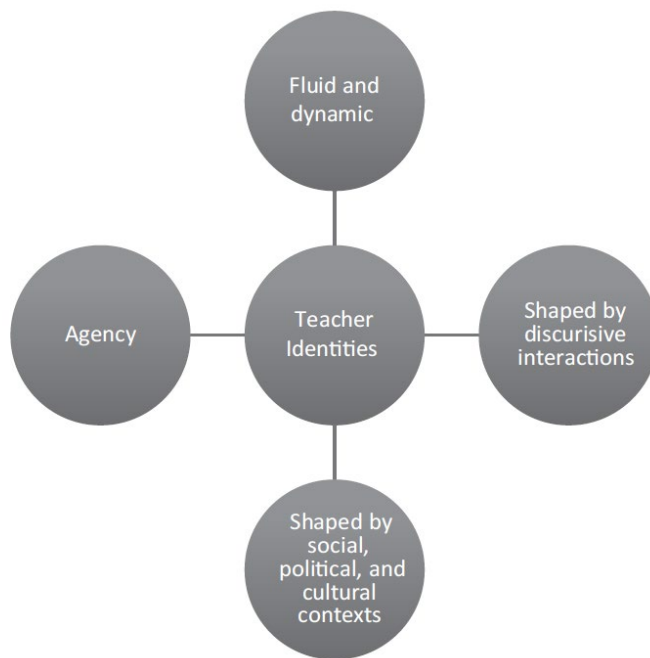 Fluid and
dynamic
Agency
Teacher
Identities
Shaped by
discurisive
interactions
Shaped by
social,
political, and
cultural
contexts